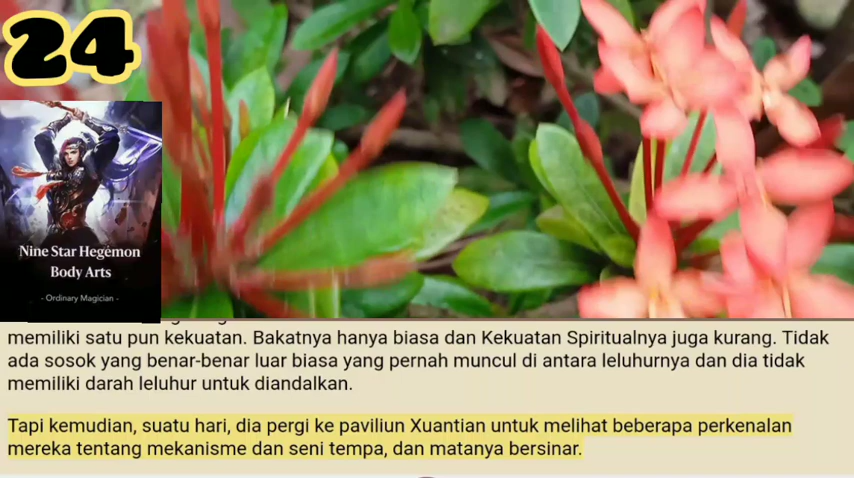 24
Nine Star Hegemon
Body Arts
- Ordinary Magician -
memiliki satu pun kekuatan. Bakatnya hanya biasa dan Kekuatan Spiritualnya juga kurang. Tidak
ada sosok yang benar-benar luar biasa yang pernah muncul di antara leluhurnya dan dia tidak
memiliki darah leluhur untuk diandalkan.
Tapi kemudian, suatu hari, dia pergi ke paviliun Xuantian untuk melihat beberapa perkenalan
mereka tentang mekanisme dan seni tempa, dan matanya bersinar.